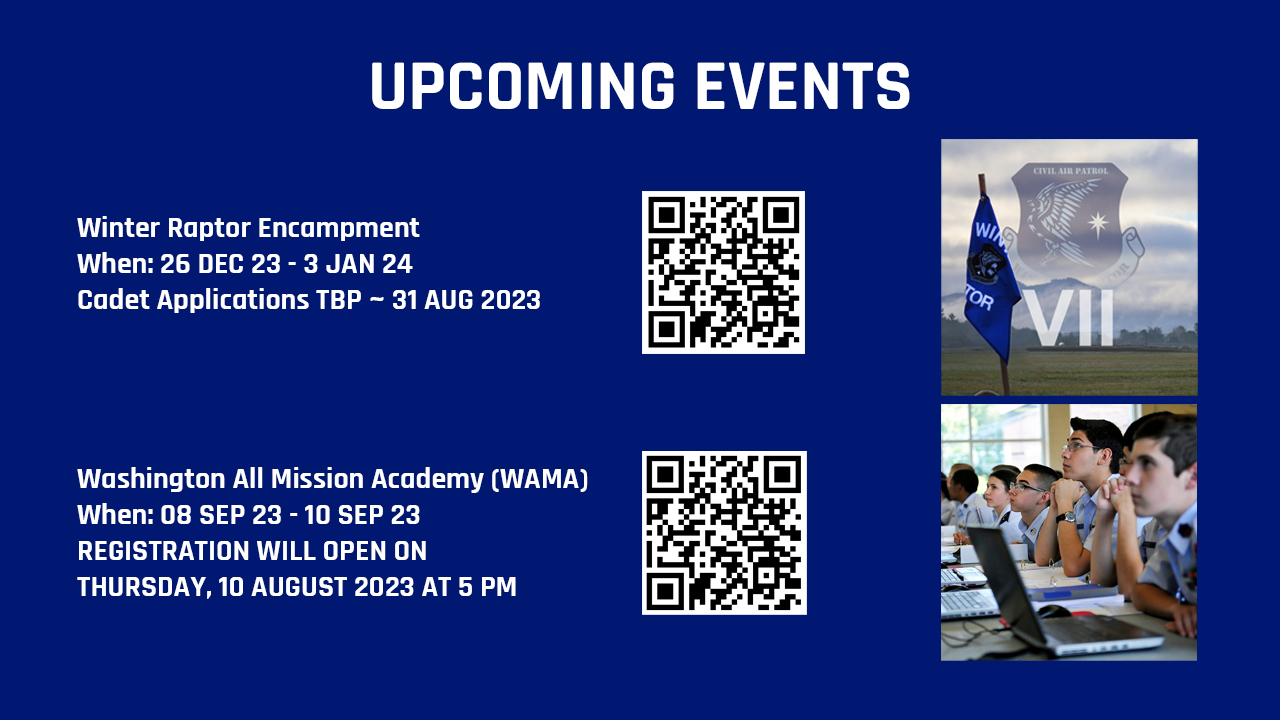 UPCOMING EVENTS
Winter Raptor Encampment
When: 26 DEC 23 - 3 JAN 24
Cadet Applications TBP ~ 31 AUG 2023
CIVIL AIR PATROL
VII
Washington All Mission Academy (WAMA)
When: 08 SEP 23 - 10 SEP 23
REGISTRATION WILL OPEN ON
THURSDAY, 10 AUGUST 2023 AT 5 PM